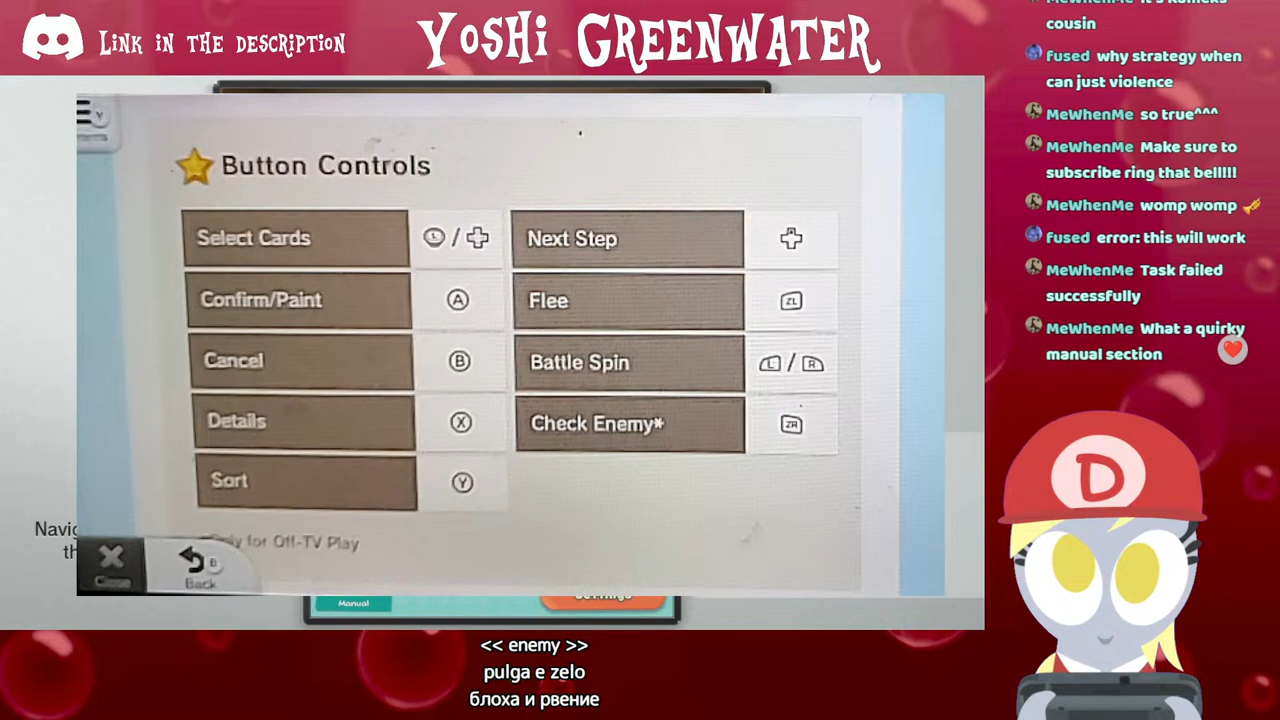 Link in the description
Yoshi Greenwater
cousin
fused why strategy when
can just violence
MeWhenMe so true^^^
MeWhenMe Make sure to
subscribe ring that bell!!!!
MeWhenMe womp womp 🎺
fused error: this will work
MeWhenMe Task failed
successfully
MeWhenMe What a quirky
manual section
Y
Button Controls
Select Cards L / Next Step
Confirm/Paint A Flee ZL
Cancel B Battle Spin L / R
Details X Check Enemy* ZR
Sort Y
Only for Off-TV Play
Close
Back B
Manual
Settings
D
<< enemy >>
pulga e zelo
блоха и рвение